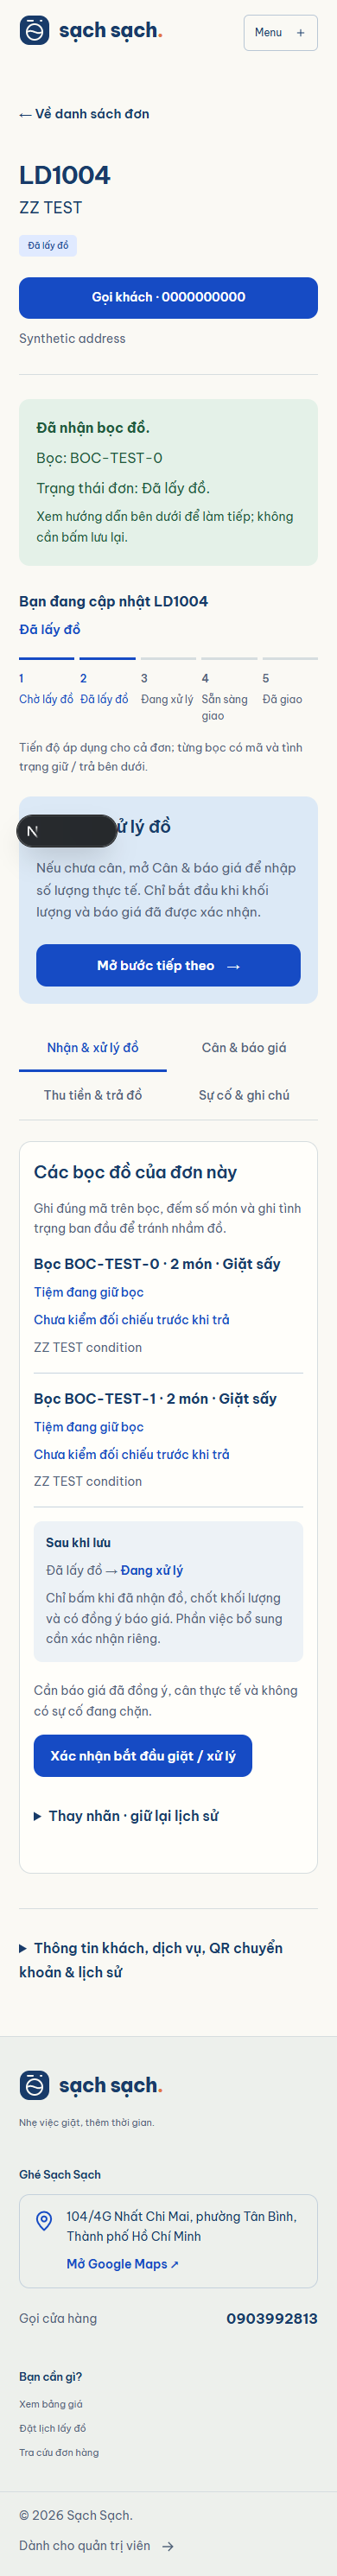 sạch sạch.
Menu +
← Về danh sách đơn
LD1004
ZZ TEST
Đã lấy đồ
Gọi khách · 0000000000
Synthetic address
Đã nhận bọc đồ.
Bọc: BOC-TEST-0
Trạng thái đơn: Đã lấy đồ.
Xem hướng dẫn bên dưới để làm tiếp; không
cần bấm lưu lại.
Bạn đang cập nhật LD1004
Đã lấy đồ
1 2 3 4 5
Chờ lấy đồ Đã lấy đồ Đang xử lý Sẵn sàng Đã giao
giao
Tiến độ áp dụng cho cả đơn; từng bọc có mã và tình
trạng giữ / trả bên dưới.
N
lý đồ
Nếu chưa cân, mở Cân & báo giá để nhập
số lượng thực tế. Chỉ bắt đầu khi khối
lượng và báo giá đã được xác nhận.
Mở bước tiếp theo →
Nhận & xử lý đồ
Cân & báo giá
Thu tiền & trả đồ
Sự cố & ghi chú
Các bọc đồ của đơn này
Ghi đúng mã trên bọc, đếm số món và ghi tình
trạng ban đầu để tránh nhầm đồ.
Bọc BOC-TEST-0 · 2 món · Giặt sấy
Tiệm đang giữ bọc
Chưa kiểm đối chiếu trước khi trả
ZZ TEST condition
Bọc BOC-TEST-1 · 2 món · Giặt sấy
Tiệm đang giữ bọc
Chưa kiểm đối chiếu trước khi trả
ZZ TEST condition
Sau khi lưu
Đã lấy đồ → Đang xử lý
Chỉ bấm khi đã nhận đồ, chốt khối lượng
và có đồng ý báo giá. Phần việc bổ sung
cần xác nhận riêng.
Cần báo giá đã đồng ý, cân thực tế và không
có sự cố đang chặn.
Xác nhận bắt đầu giặt / xử lý
▶ Thay nhãn · giữ lại lịch sử
▶ Thông tin khách, dịch vụ, QR chuyển
khoản & lịch sử
sạch sạch.
Nhẹ việc giặt, thêm thời gian.
Ghé Sạch Sạch
104/4G Nhất Chi Mai, phường Tân Bình,
Thành phố Hồ Chí Minh
Mở Google Maps ↗
Gọi cửa hàng 0903992813
Bạn cần gì?
Xem bảng giá
Đặt lịch lấy đồ
Tra cứu đơn hàng
© 2026 Sạch Sạch.
Dành cho quản trị viên →